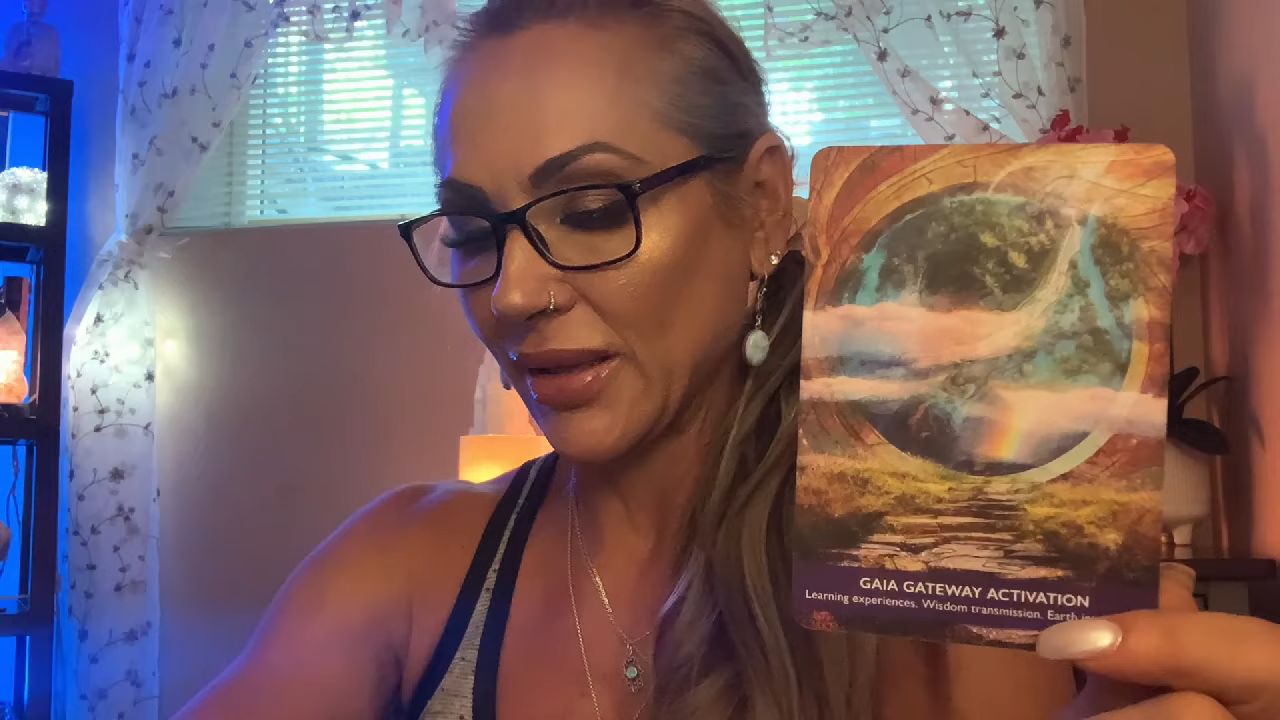 GAIA GATEWAY ACTIVATION
Learning experiences. Wisdom transmission. Earth